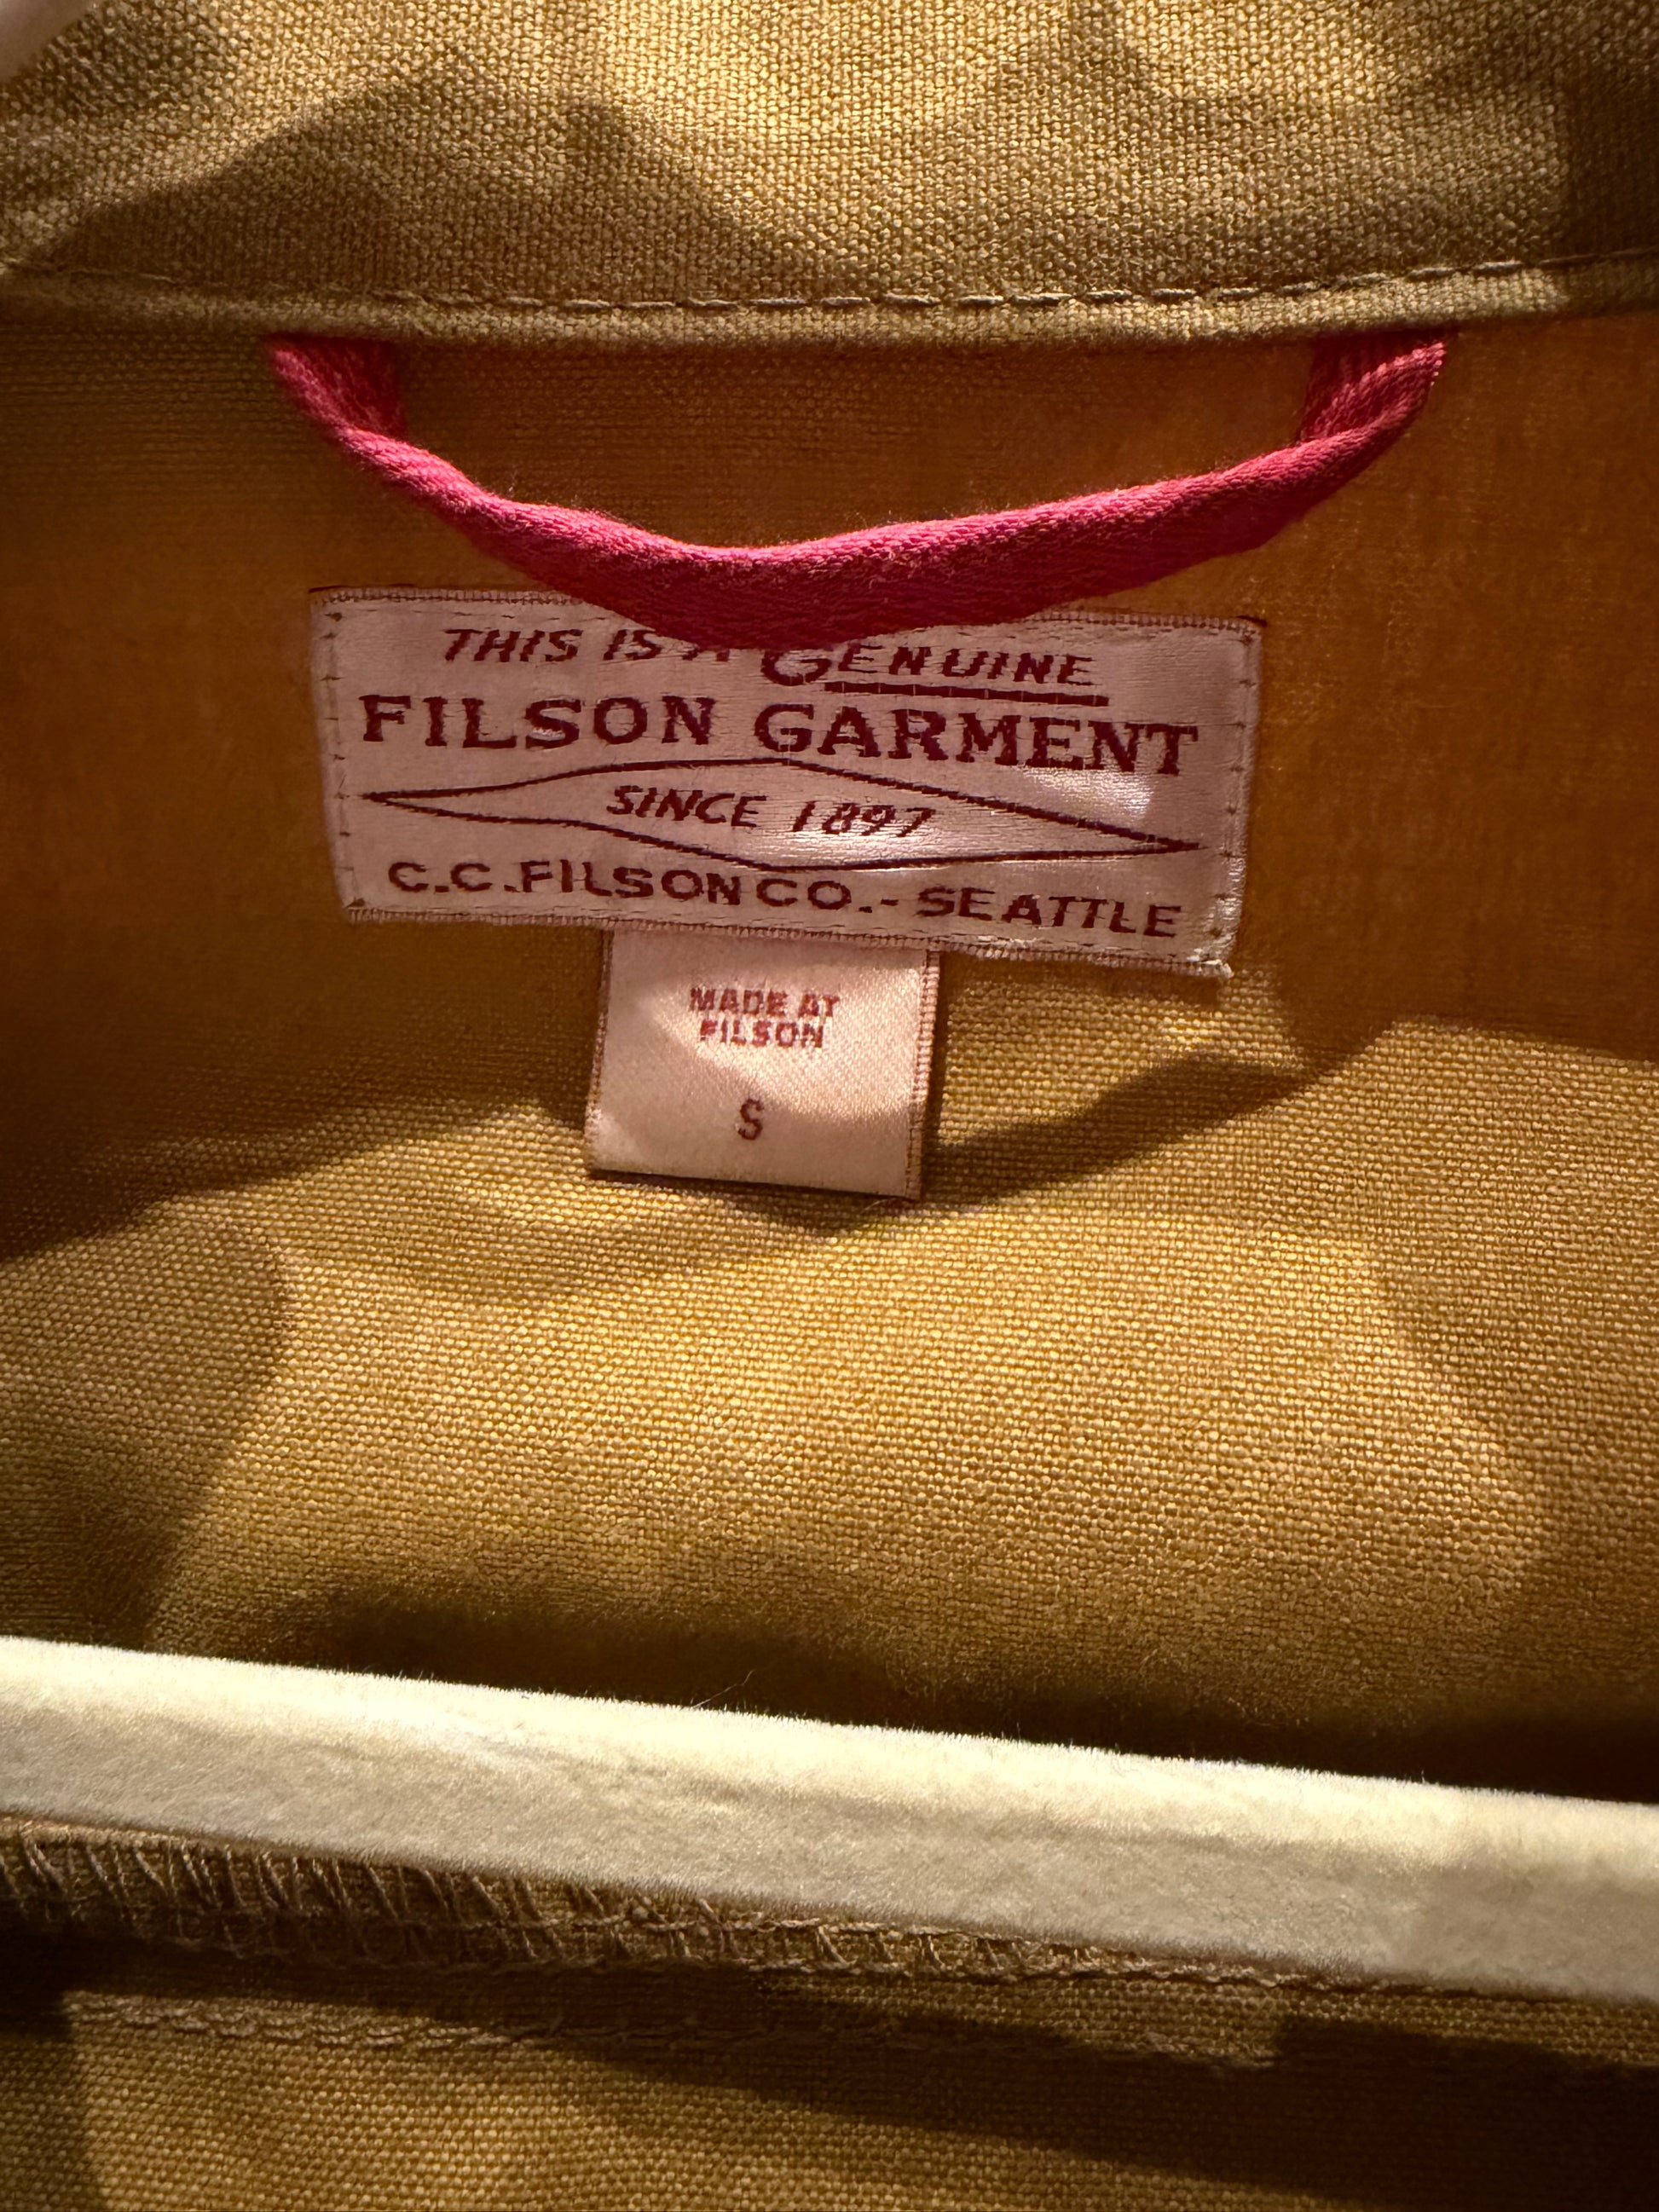 THIS IS A GENUINE
FILSON GARMENT
SINCE 1897
C.C.FILSON CO.- SEATTLE
MADE AT
FILSON
S